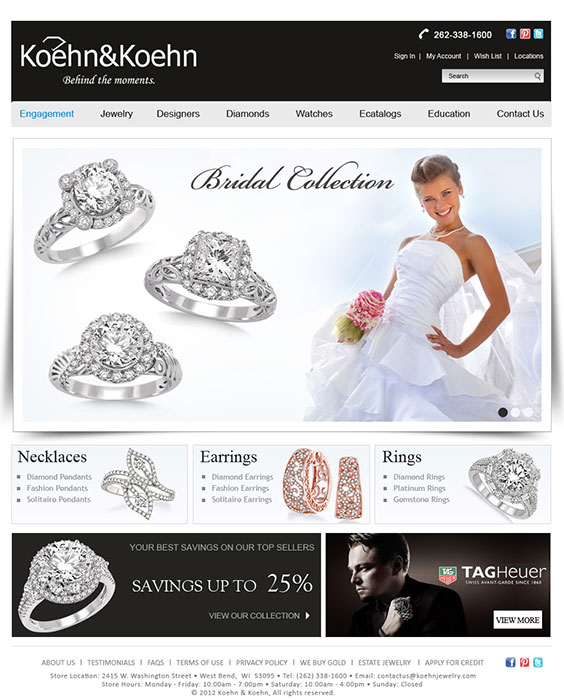 262-338-1600
Koehn&Koehn
Behind the moments.
Sign In | My Account | Wish List | Locations
Search
Engagement Jewelry Designers Diamonds Watches Ecatalogs Education Contact Us
Bridal Collection
Necklaces
Diamond Pendants
Fashion Pendants
Solitaire Pendants
Earrings
Diamond Earrings
Fashion Earrings
Solitaire Earrings
Rings
Diamond Rings
Platinum Rings
Gemstone Rings
YOUR BEST SAVINGS ON OUR TOP SELLERS
SAVINGS UP TO 25%
VIEW OUR COLLECTION
TAG HEUER
TAGHeuer
SWISS AVANT-GARDE SINCE 1860
VIEW MORE
ABOUT US | TESTIMONIALS | FAQS | TERMS OF USE | PRIVACY POLICY | WE BUY GOLD | ESTATE JEWELRY | APPLY FOR CREDIT
Store Location: 2415 W. Washington Street • West Bend, WI 53095 • Tel: (262) 338-1600 • Email: contactus@koehnjewelry.com
Store Hours: Monday - Friday: 10:00am - 7:00pm • Saturday: 10:00am - 4:00pm • Sunday: Closed
© 2012 Koehn & Koehn, All rights reserved.